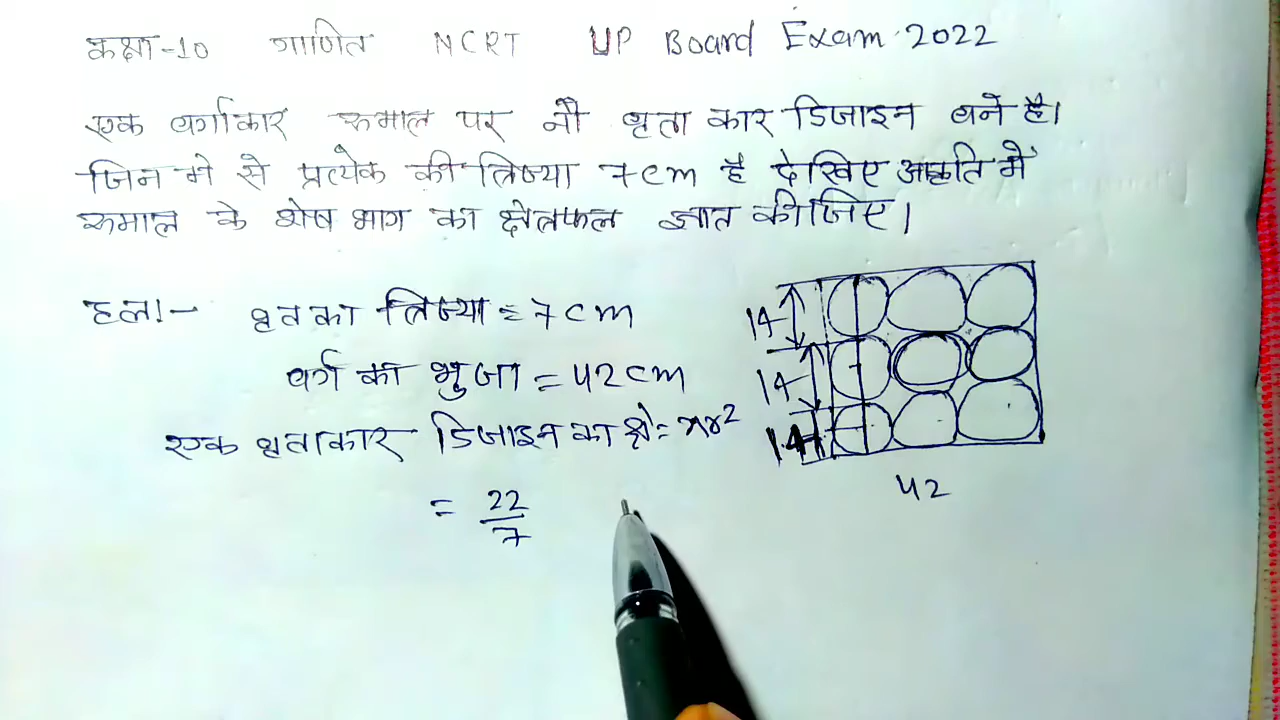 कक्षा-10 गाणित NCRT UP Board Exam 2022
एक वर्गाकार रुमाल पर नौ वृता कार डिजाइन बने है।
जिन मे से प्रत्येक की त्रिज्या 7cm है देखिए आकृति में
रुमाल के शेष भाग का क्षेत्रफल ज्ञात कीजिए।
हल!- वृत का त्रिज्या = 7cm
वर्ग का भुजा = 42cm
एक वृताकार डिजाइन का क्षे॰= πr²
= 22/7
14
14
14
42